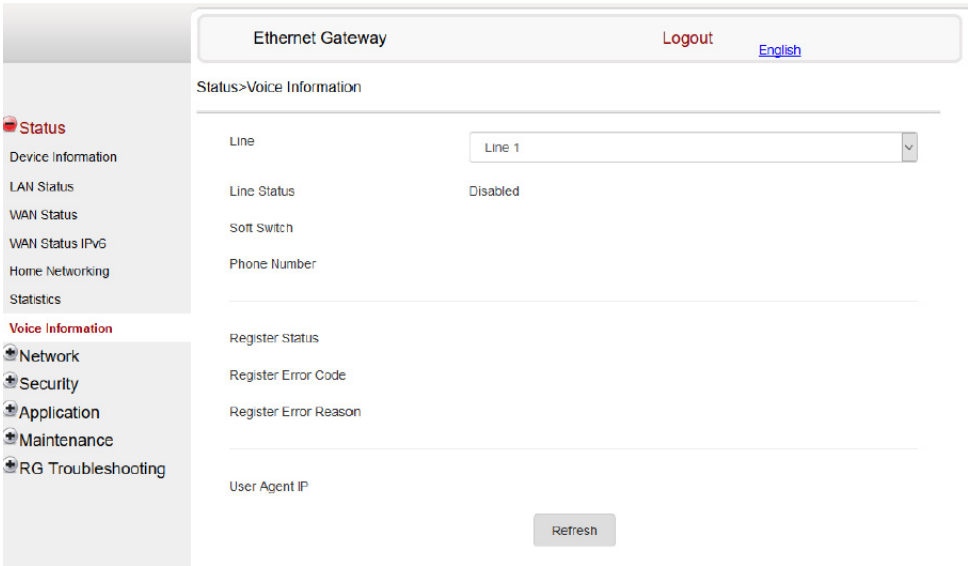 Ethernet Gateway Logout English
Status>Voice Information
Status
Device Information
LAN Status
WAN Status
WAN Status IPv6
Home Networking
Statistics
Voice Information
Network
Security
Application
Maintenance
RG Troubleshooting
Line Line 1
Line Status Disabled
Soft Switch
Phone Number
Register Status
Register Error Code
Register Error Reason
User Agent IP
Refresh